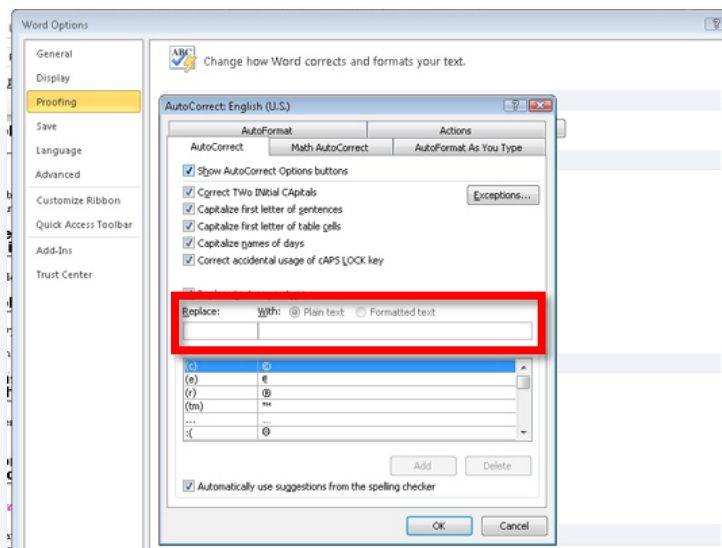 Word Options
General
Display
Proofing
Save
Language
Advanced
Customize Ribbon
Quick Access Toolbar
Add-Ins
Trust Center
ABC
Change how Word corrects and formats your text.
AutoCorrect: English (U.S.)
AutoFormat Actions
AutoCorrect Math AutoCorrect AutoFormat As You Type
Show AutoCorrect Options buttons
Correct TWo INitial CApitals
Exceptions...
Capitalize first letter of sentences
Capitalize first letter of table cells
Capitalize names of days
Correct accidental usage of cAPS LOCK key
Replace: With: Plain text Formatted text
(c) ©
(e) €
(r) ®
(tm) ™
... …
:( ☹
Add Delete
Automatically use suggestions from the spelling checker
OK Cancel